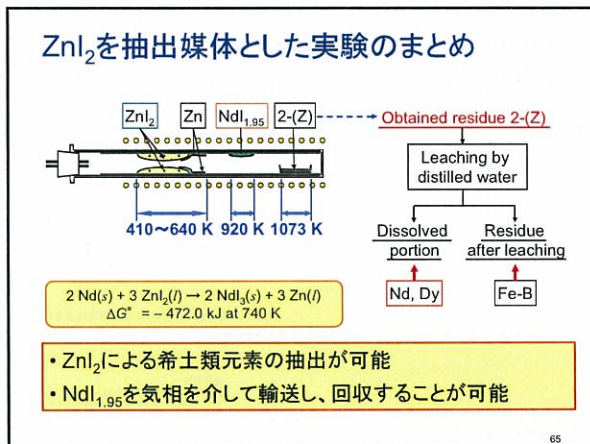 ZnI₂を抽出媒体とした実験のまとめ
ZnI₂ Zn NdI₁.₉₅ 2-(Z)
410～640 K 920 K 1073 K
Obtained residue 2-(Z)
Leaching by
distilled water
Dissolved
portion
Residue
after leaching
Nd, Dy
Fe-B
2 Nd(s) + 3 ZnI₂(l) → 2 NdI₃(s) + 3 Zn(l)
ΔG° = − 472.0 kJ at 740 K
・ZnI₂による希土類元素の抽出が可能
・NdI₁.₉₅を気相を介して輸送し、回収することが可能
65